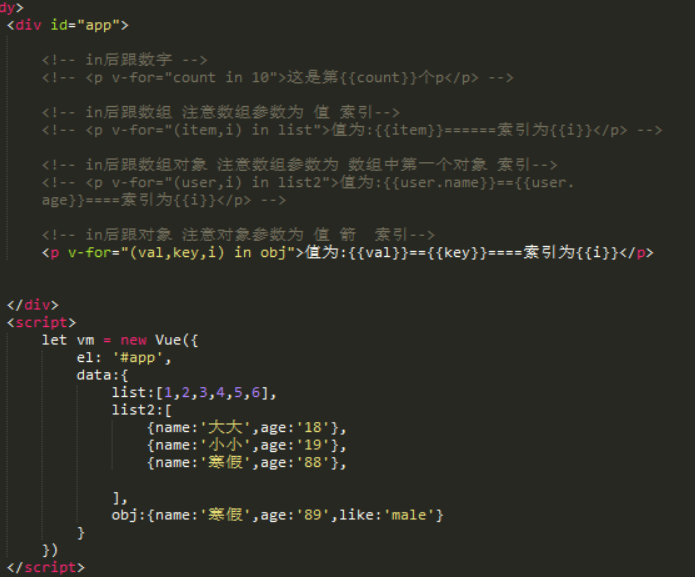 dy>
<div id="app">
<!-- in后跟数字 -->
<!-- <p v-for="count in 10">这是第{{count}}个p</p> -->
<!-- in后跟数组 注意数组参数为 值 索引-->
<!-- <p v-for="(item,i) in list">值为:{{item}}======索引为{{i}}</p> -->
<!-- in后跟数组对象 注意数组参数为 数组中第一个对象 索引-->
<!-- <p v-for="(user,i) in list2">值为:{{user.name}}=={{user.
age}}====索引为{{i}}</p> -->
<!-- in后跟对象 注意对象参数为 值 箭  索引-->
<p v-for="(val,key,i) in obj">值为:{{val}}=={{key}}====索引为{{i}}</p>
</div>
<script>
let vm = new Vue({
el: '#app',
data:{
list:[1,2,3,4,5,6],
list2:[
{name:'大大',age:'18'},
{name:'小小',age:'19'},
{name:'寒假',age:'88'},
],
obj:{name:'寒假',age:'89',like:'male'}
}
})
</script>